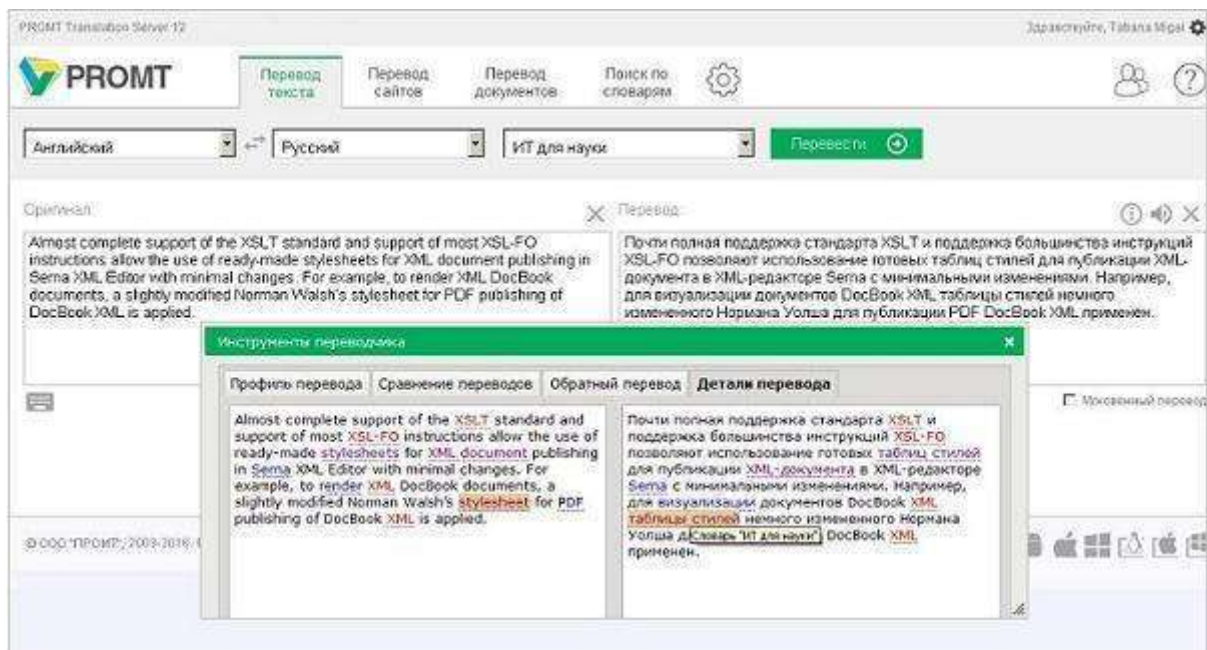 PROMT Translation Server 12
Здравствуйте, Tatiana Migal
PROMT
Перевод текста
Перевод сайтов
Перевод документов
Поиск по словарям
Английский
Русский
ИТ для науки
Перевести
Оригинал:
Перевод:
Almost complete support of the XSLT standard and support of most XSL-FO
instructions allow the use of ready-made stylesheets for XML document publishing in
Serna XML Editor with minimal changes. For example, to render XML DocBook
documents, a slightly modified Norman Walsh's stylesheet for PDF publishing of
DocBook XML is applied.
Почти полная поддержка стандарта XSLT и поддержка большинства инструкций
XSL-FO позволяют использование готовых таблиц стилей для публикации XML-
документа в XML-редакторе Serna с минимальными изменениями. Например,
для визуализации документов DocBook XML, таблицы стилей немного
измененного Нормана Уолша для публикации PDF DocBook XML применен.
Инструменты переводчика
Профиль перевода
Сравнение переводов
Обратный перевод
Детали перевода
Almost complete support of the XSLT standard and
support of most XSL-FO instructions allow the use of
ready-made stylesheets for XML document publishing
in Serna XML Editor with minimal changes. For
example, to render XML DocBook documents, a
slightly modified Norman Walsh's stylesheet for PDF
publishing of DocBook XML is applied.
Почти полная поддержка стандарта XSLT и
поддержка большинства инструкций XSL-FO
позволяют использование готовых таблиц стилей
для публикации XML-документа в XML-редакторе
Serna с минимальными изменениями. Например,
для визуализации документов DocBook XML
таблицы стилей немного измененного Нормана
Уолша д Словарь "ИТ для науки" DocBook XML
применен.
Мгновенный перевод
© ООО "ПРОМТ", 2003-2016.